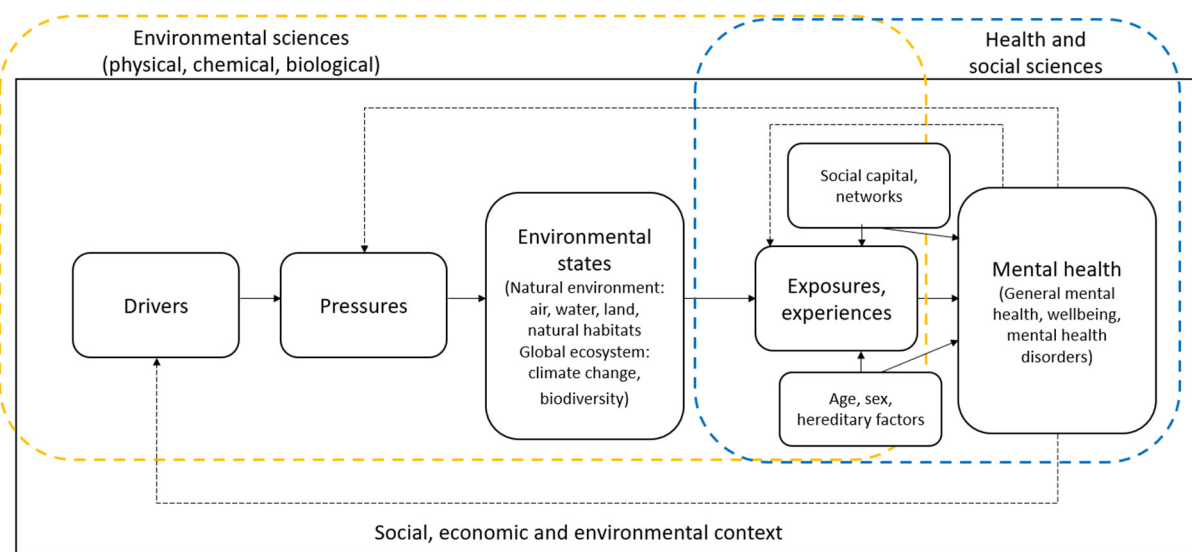 Environmental sciences
(physical, chemical, biological)
Health and
social sciences
Social capital,
networks
Drivers
Pressures
Environmental
states
(Natural environment:
air, water, land,
natural habitats
Global ecosystem:
climate change,
biodiversity)
Exposures,
experiences
Mental health
(General mental
health, wellbeing,
mental health
disorders)
Age, sex,
hereditary factors
Social, economic and environmental context